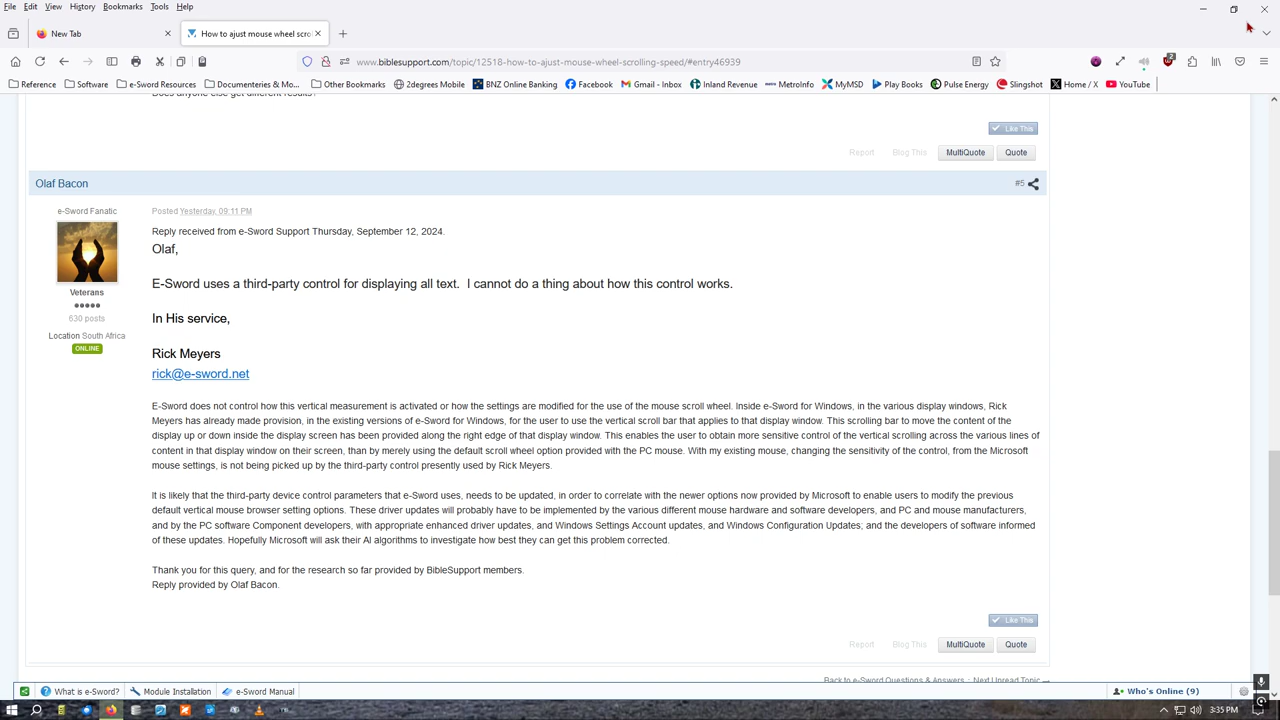 File Edit View History Bookmarks Tools Help
New Tab
How to ajust mouse wheel scro
www.biblesupport.com/topic/12518-how-to-ajust-mouse-wheel-scrolling-speed/#entry46939
2
Reference Software e-Sword Resources Documenteries & Mo... Other Bookmarks 2degrees Mobile BNZ Online Banking Facebook Gmail - Inbox Inland Revenue MetroInfo MyMSD Play Books Pulse Energy Slingshot Home / X YouTube
Does anyone else get different results?
Like This
Report Blog This MultiQuote Quote
Olaf Bacon
#5
e-Sword Fanatic
Veterans
630 posts
Location South Africa
ONLINE
Posted Yesterday, 09:11 PM
Reply received from e-Sword Support Thursday, September 12, 2024.
Olaf,
E-Sword uses a third-party control for displaying all text.  I cannot do a thing about how this control works.
In His service,
Rick Meyers
rick@e-sword.net
E-Sword does not control how this vertical measurement is activated or how the settings are modified for the use of the mouse scroll wheel. Inside e-Sword for Windows, in the various display windows, Rick
Meyers has already made provision, in the existing versions of e-Sword for Windows, for the user to use the vertical scroll bar that applies to that display window. This scrolling bar to move the content of the
display up or down inside the display screen has been provided along the right edge of that display window. This enables the user to obtain more sensitive control of the vertical scrolling across the various lines of
content in that display window on their screen, than by merely using the default scroll wheel option provided with the PC mouse. With my existing mouse, changing the sensitivity of the control, from the Microsoft
mouse settings, is not being picked up by the third-party control presently used by Rick Meyers.
It is likely that the third-party device control parameters that e-Sword uses, needs to be updated, in order to correlate with the newer options now provided by Microsoft to enable users to modify the previous
default vertical mouse browser setting options. These driver updates will probably have to be implemented by the various different mouse hardware and software developers, and PC and mouse manufacturers,
and by the PC software Component developers, with appropriate enhanced driver updates, and Windows Settings Account updates, and Windows Configuration Updates; and the developers of software informed
of these updates. Hopefully Microsoft will ask their AI algorithms to investigate how best they can get this problem corrected.
Thank you for this query, and for the research so far provided by BibleSupport members.
Reply provided by Olaf Bacon.
Like This
Report Blog This MultiQuote Quote
Back to e-Sword Questions & Answers · Next Unread Topic →
What is e-Sword? Module Installation e-Sword Manual
Who's Online (9)
3:35 PM